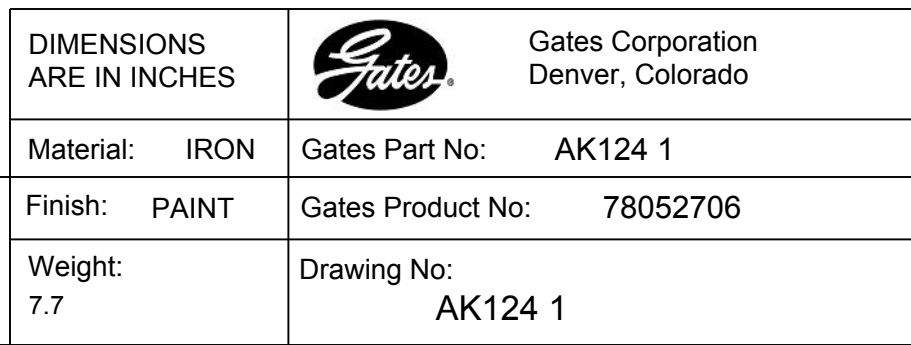 DIMENSIONS
ARE IN INCHES
Gates®
Gates Corporation
Denver, Colorado
Material: IRON
Gates Part No: AK124 1
Finish: PAINT
Gates Product No: 78052706
Weight:
7.7
Drawing No:
AK124 1